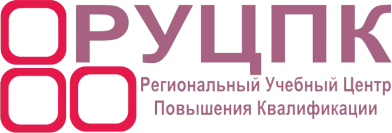 РУЦПК
Региональный Учебный Центр
Повышения Квалификации